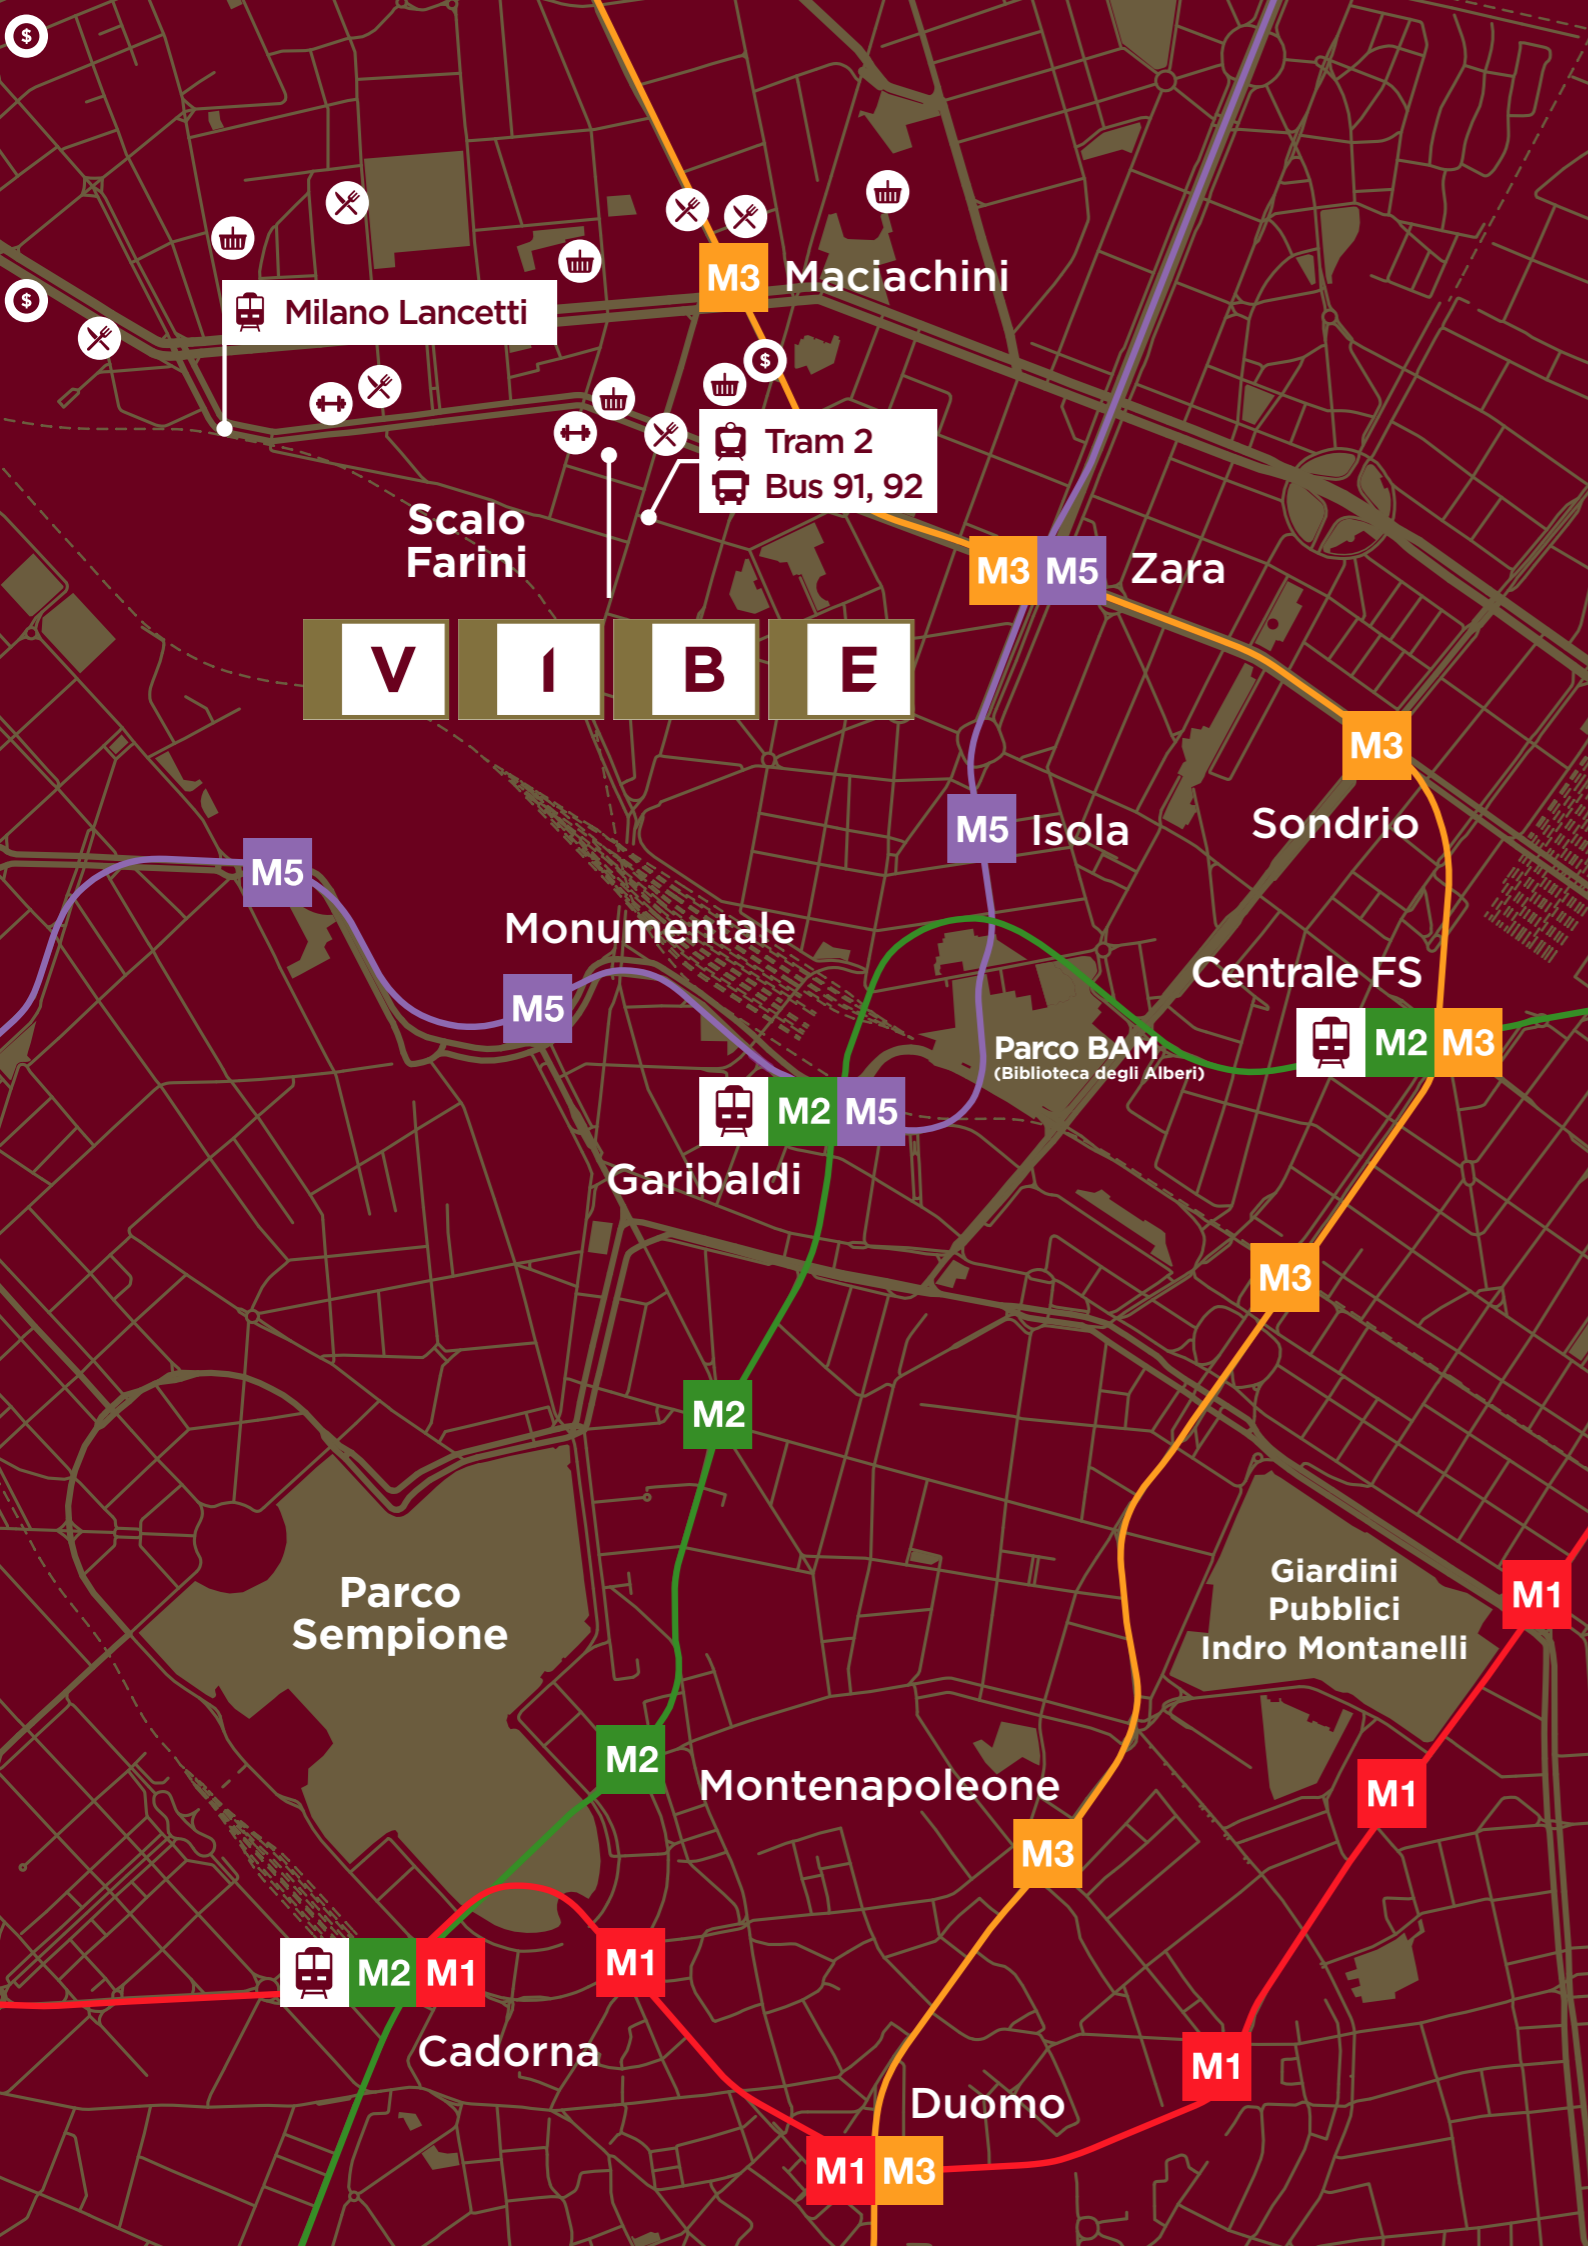 $
M3 Maciachini
$
Milano Lancetti
$
Tram 2
Bus 91, 92
Scalo
Farini
M3 M5 Zara
V I B E
M3
Sondrio
M5 Isola
M5
Monumentale
M5
Centrale FS
M2 M3
Parco BAM
(Biblioteca degli Alberi)
M2 M5
Garibaldi
M3
M2
Parco
Sempione
Giardini
Pubblici
Indro Montanelli
M1
M2
Montenapoleone
M1
M3
M2 M1
M1
Cadorna
M1
Duomo
M1 M3